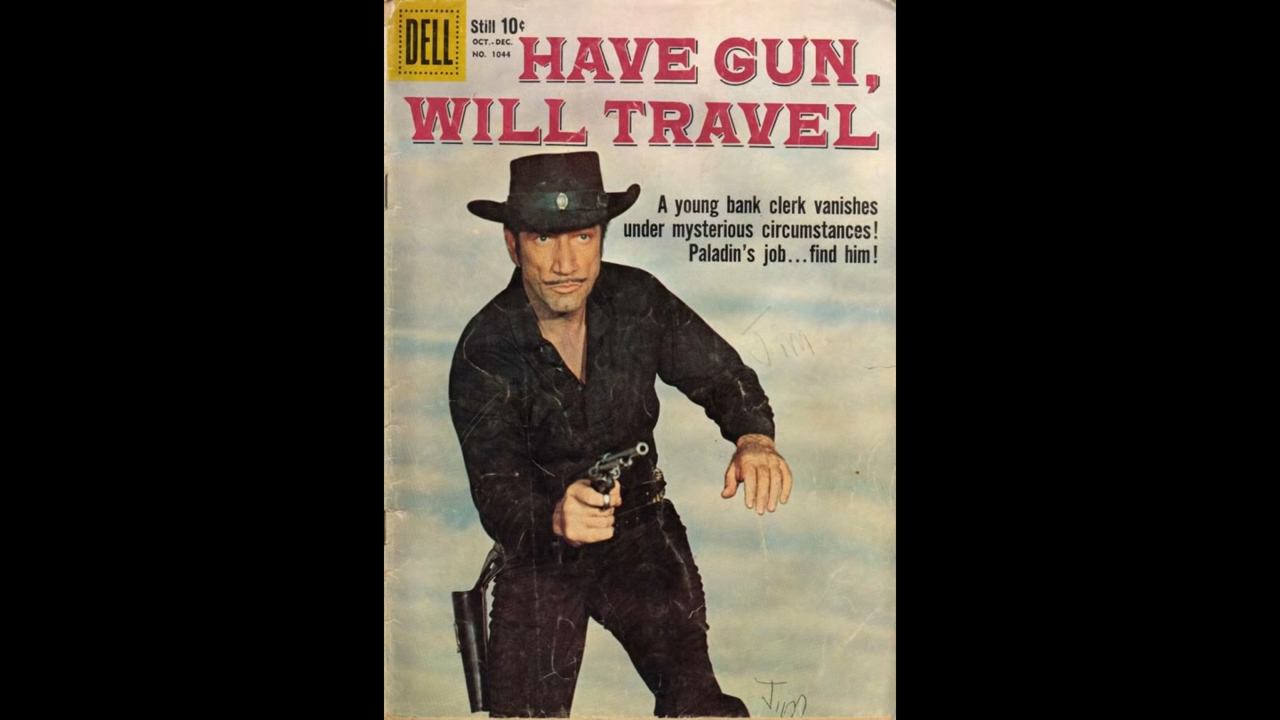 DELL
Still 10¢
OCT.-DEC.
NO. 1044
HAVE GUN,
WILL TRAVEL
A young bank clerk vanishes
under mysterious circumstances!
Paladin's job...find him!
Jim
Jim